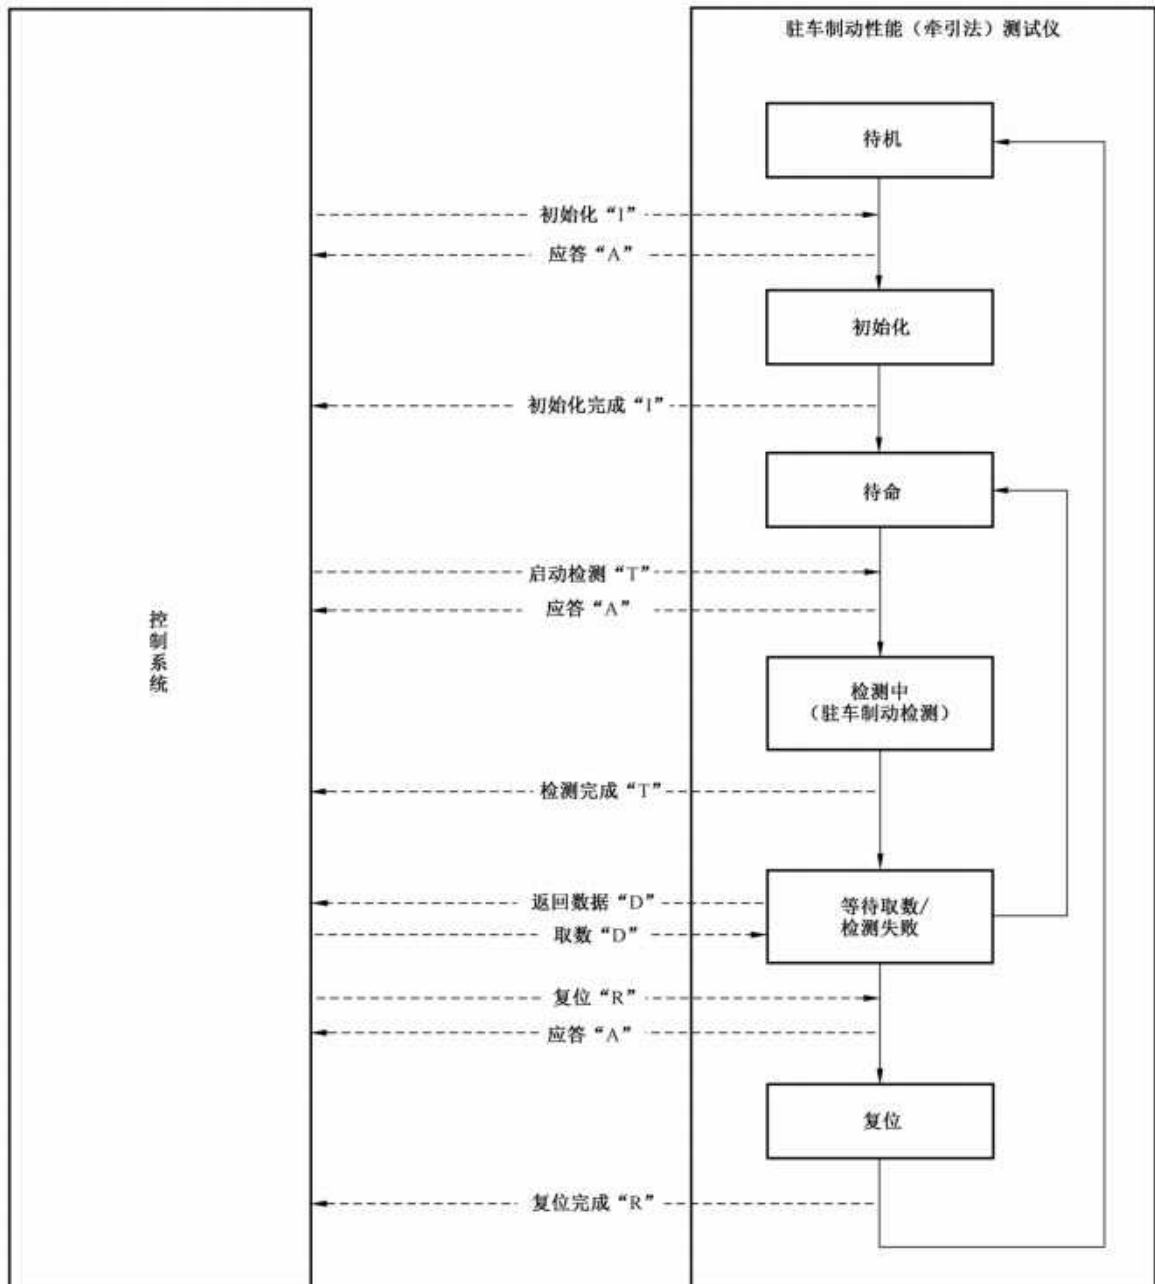 驻车制动性能（牵引法）测试仪
待机
初始化“I”
应答“A”
初始化
初始化完成“I”
待命
启动检测“T”
应答“A”
控制系统
检测中
（驻车制动检测）
检测完成“T”
返回数据“D”
等待取数/
检测失败
取数“D”
复位“R”
应答“A”
复位
复位完成“R”